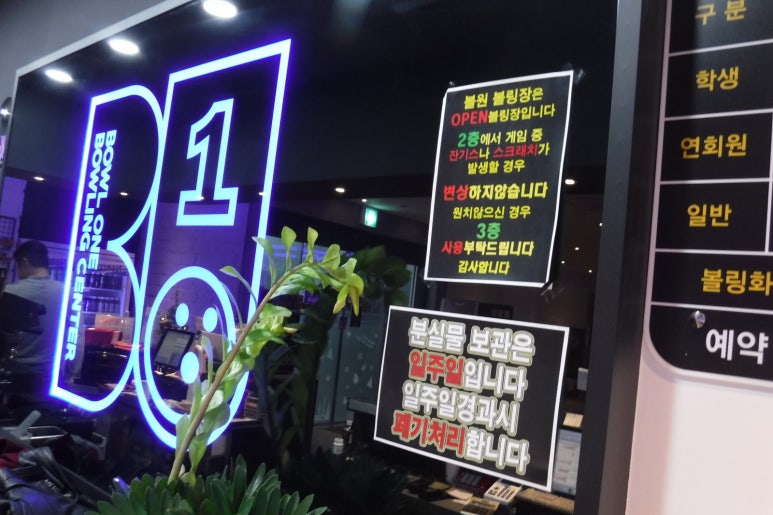 B1
BOWL ONE
BOWLING CENTER
볼원 볼링장은
OPEN볼링장입니다
2층에서 게임 중
잔기스나 스크래치가
발생할 경우
변상하지않습니다
원치않으신 경우
3층
사용부탁드립니다
감사합니다
분실물 보관은
일주일입니다
일주일경과시
폐기처리합니다
구 분
학생
연회원
일반
볼링화
예약